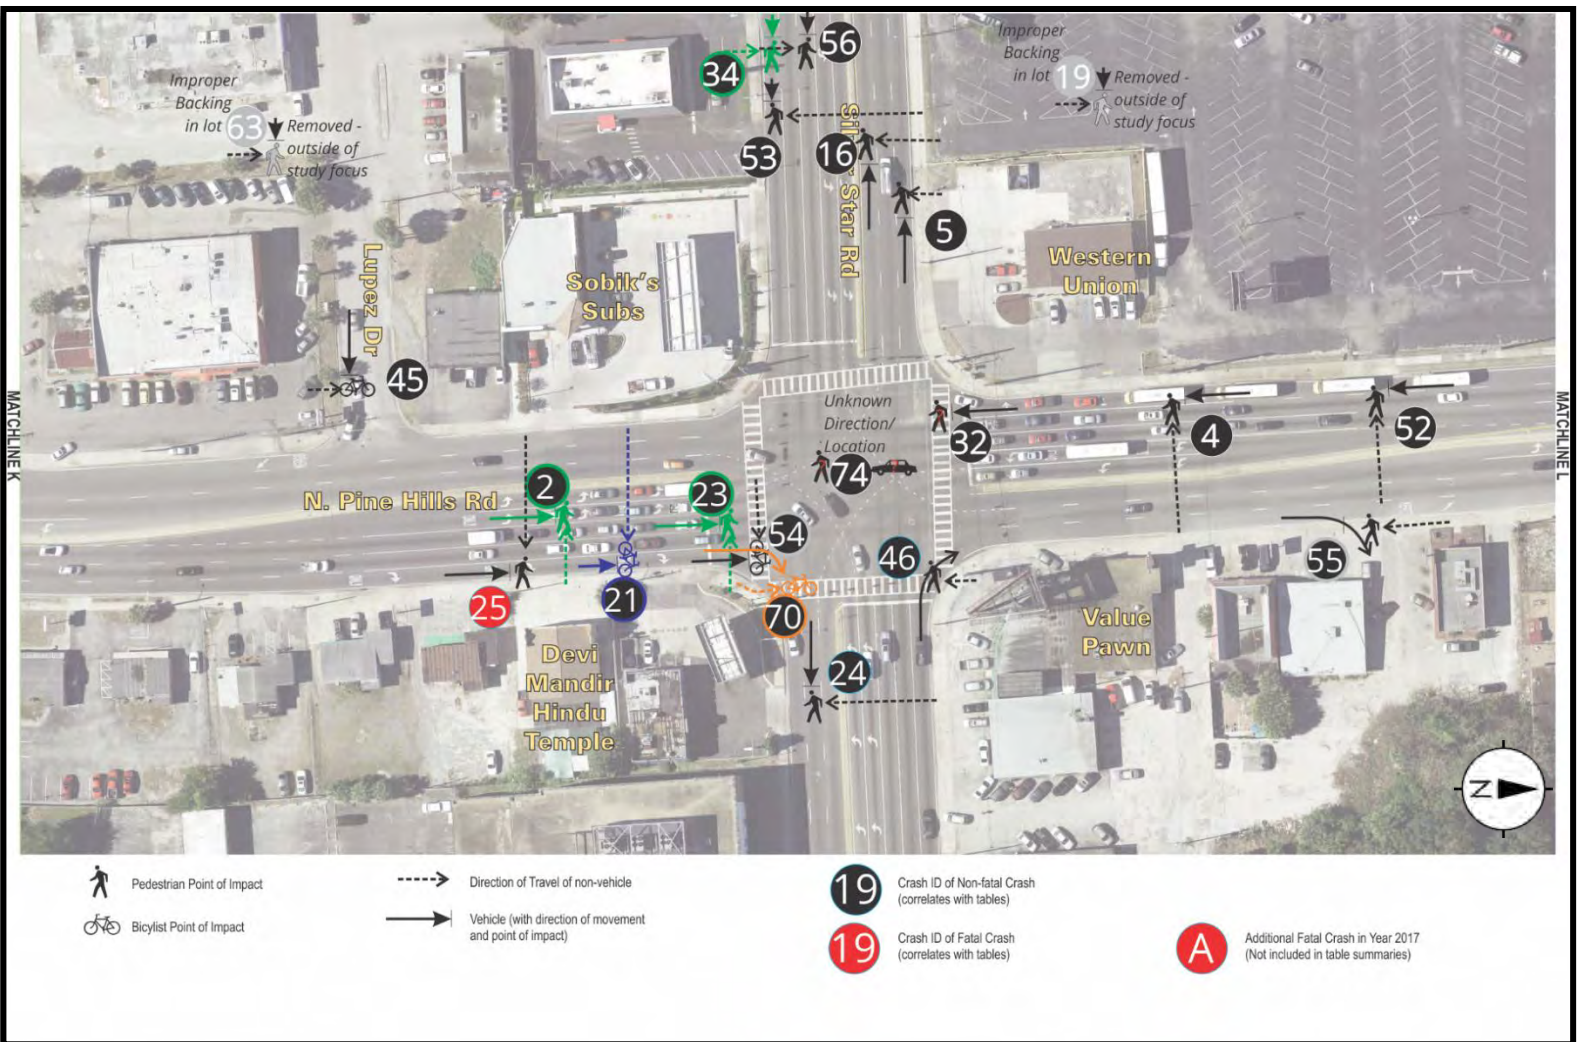 56
34
Improper
Backing
in lot 19
Removed -
outside of
study focus
Improper
Backing
in lot 63
Removed -
outside of
study focus
53
16
Silver Star Rd
5
Western
Union
Lupez Dr
Sobik's
Subs
45
MATCHLINE K
MATCHLINE L
Unknown
Direction/
Location
74
32
4
52
N. Pine Hills Rd
2
23
54
46
55
25
21
70
Value
Pawn
Devi
Mandir
Hindu
Temple
24
N
Pedestrian Point of Impact
Bicylist Point of Impact
Direction of Travel of non-vehicle
Vehicle (with direction of movement
and point of impact)
19
Crash ID of Non-fatal Crash
(correlates with tables)
19
Crash ID of Fatal Crash
(correlates with tables)
A
Additional Fatal Crash in Year 2017
(Not included in table summaries)